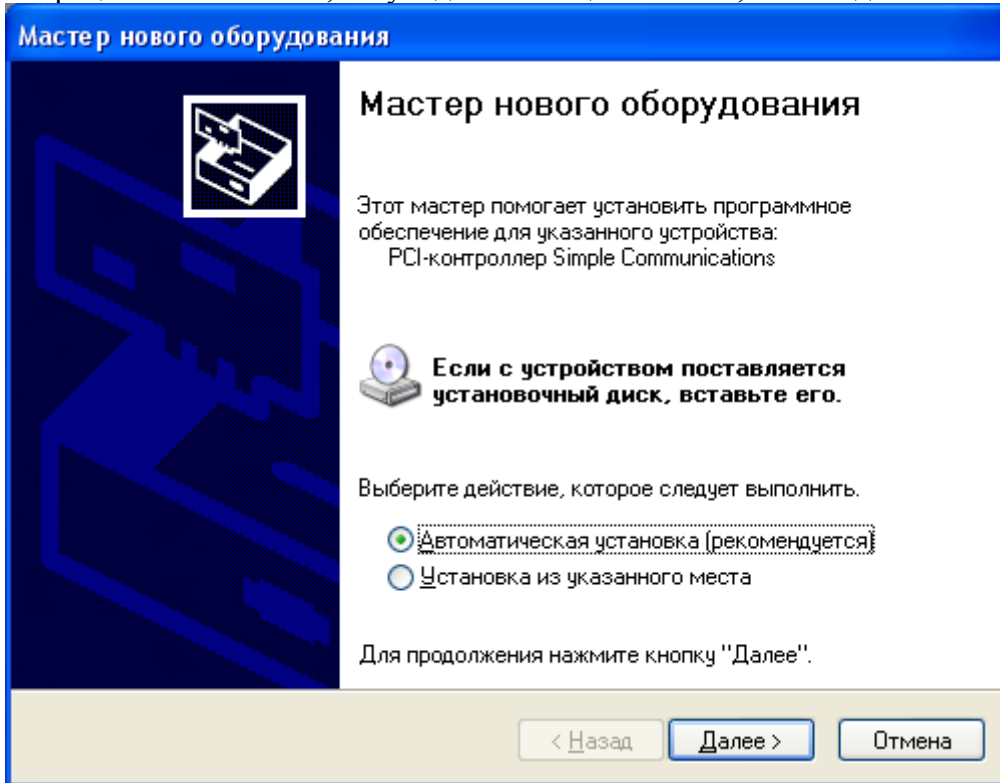 Мастер нового оборудования
Мастер нового оборудования
Этот мастер помогает установить программное
обеспечение для указанного устройства:
PCI-контроллер Simple Communications
Если с устройством поставляется
установочный диск, вставьте его.
Выберите действие, которое следует выполнить.
Автоматическая установка (рекомендуется)
Установка из указанного места
Для продолжения нажмите кнопку "Далее".
< Назад Далее > Отмена